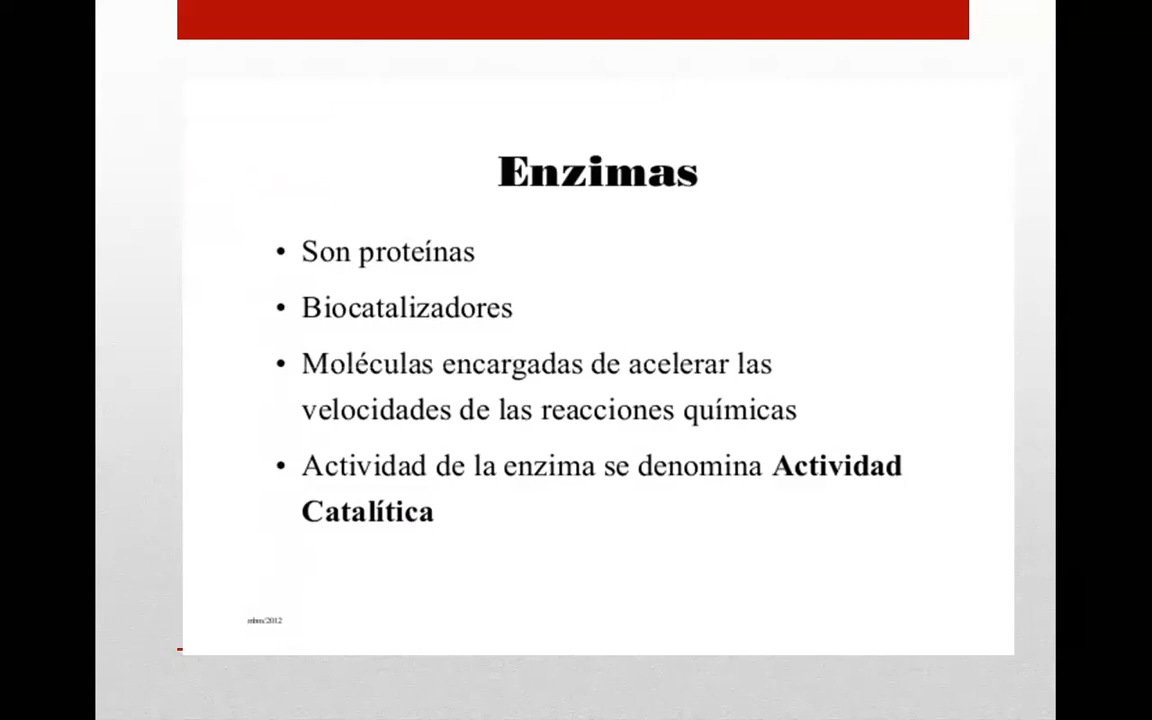 Enzimas
• Son proteínas
• Biocatalizadores
• Moléculas encargadas de acelerar las
velocidades de las reacciones químicas
• Actividad de la enzima se denomina Actividad
Catalítica